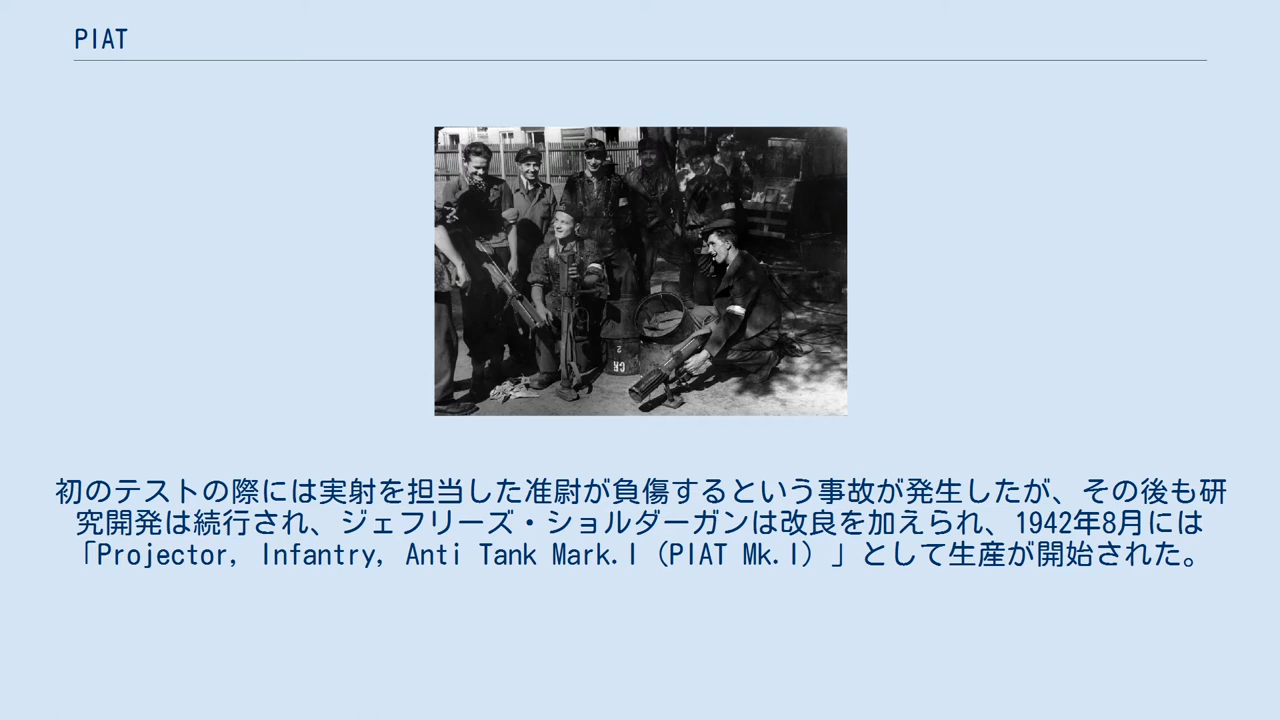 PIAT
初のテストの際には実射を担当した准尉が負傷するという事故が発生したが、その後も研
究開発は続行され、ジェフリーズ・ショルダーガンは改良を加えられ、1942年8月には
「Projector, Infantry, Anti Tank Mark.I（PIAT Mk.I）」として生産が開始された。